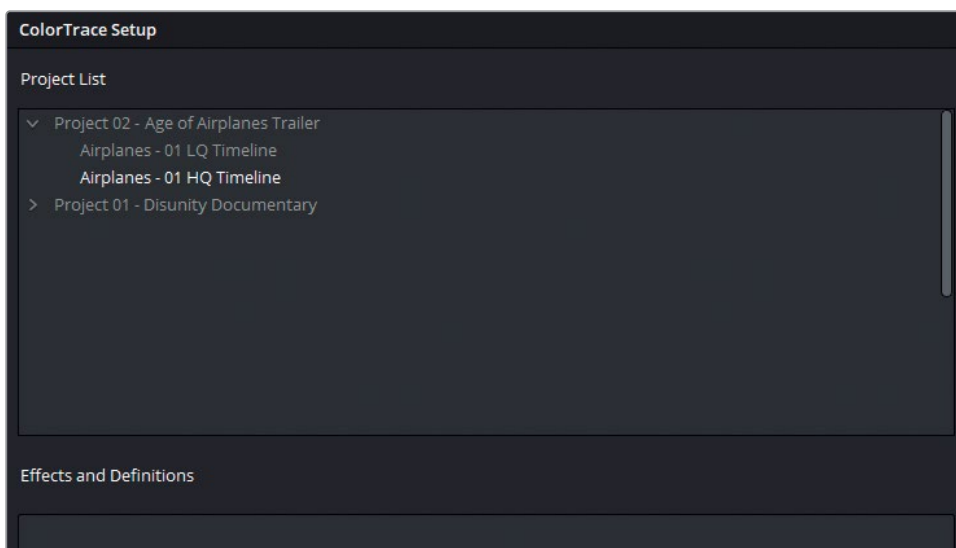 ColorTrace Setup
Project List
Project 02 - Age of Airplanes Trailer
Airplanes - 01 LQ Timeline
Airplanes - 01 HQ Timeline
Project 01 - Disunity Documentary
Effects and Definitions